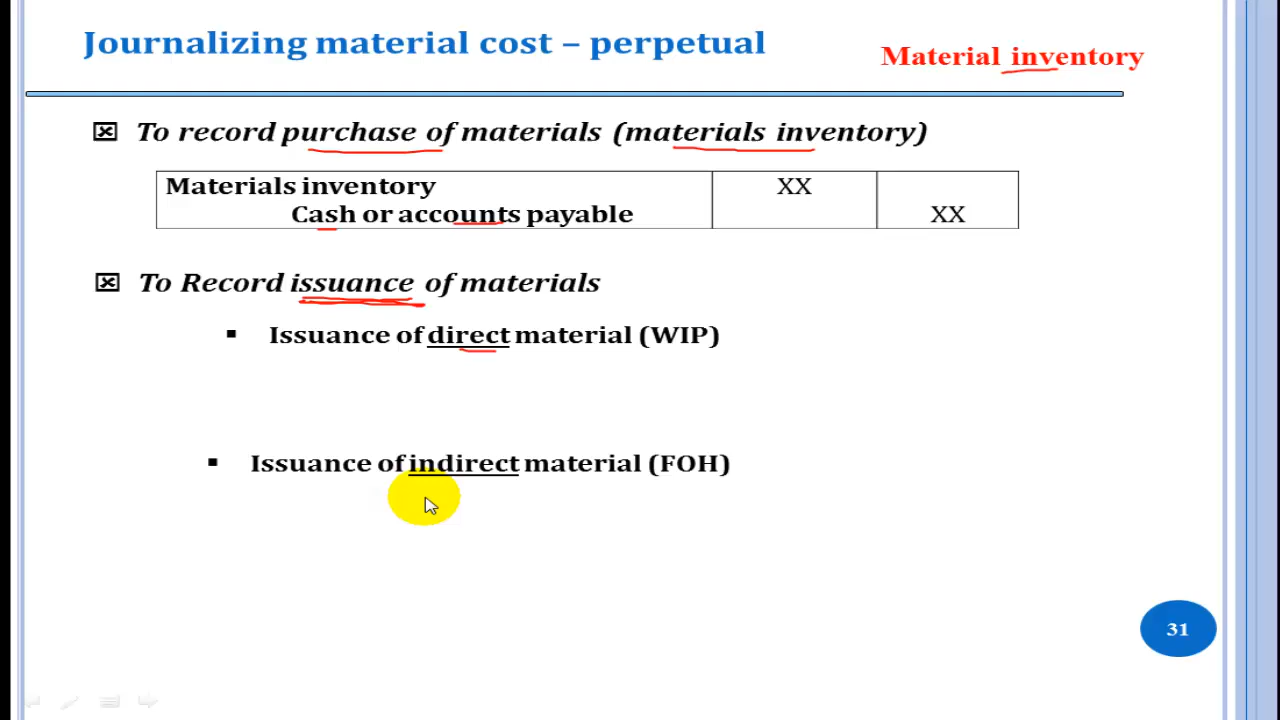 Journalizing material cost – perpetual
Material inventory
To record purchase of materials (materials inventory)
Materials inventory XX
Cash or accounts payable XX
To Record issuance of materials
Issuance of direct material (WIP)
Issuance of indirect material (FOH)
31